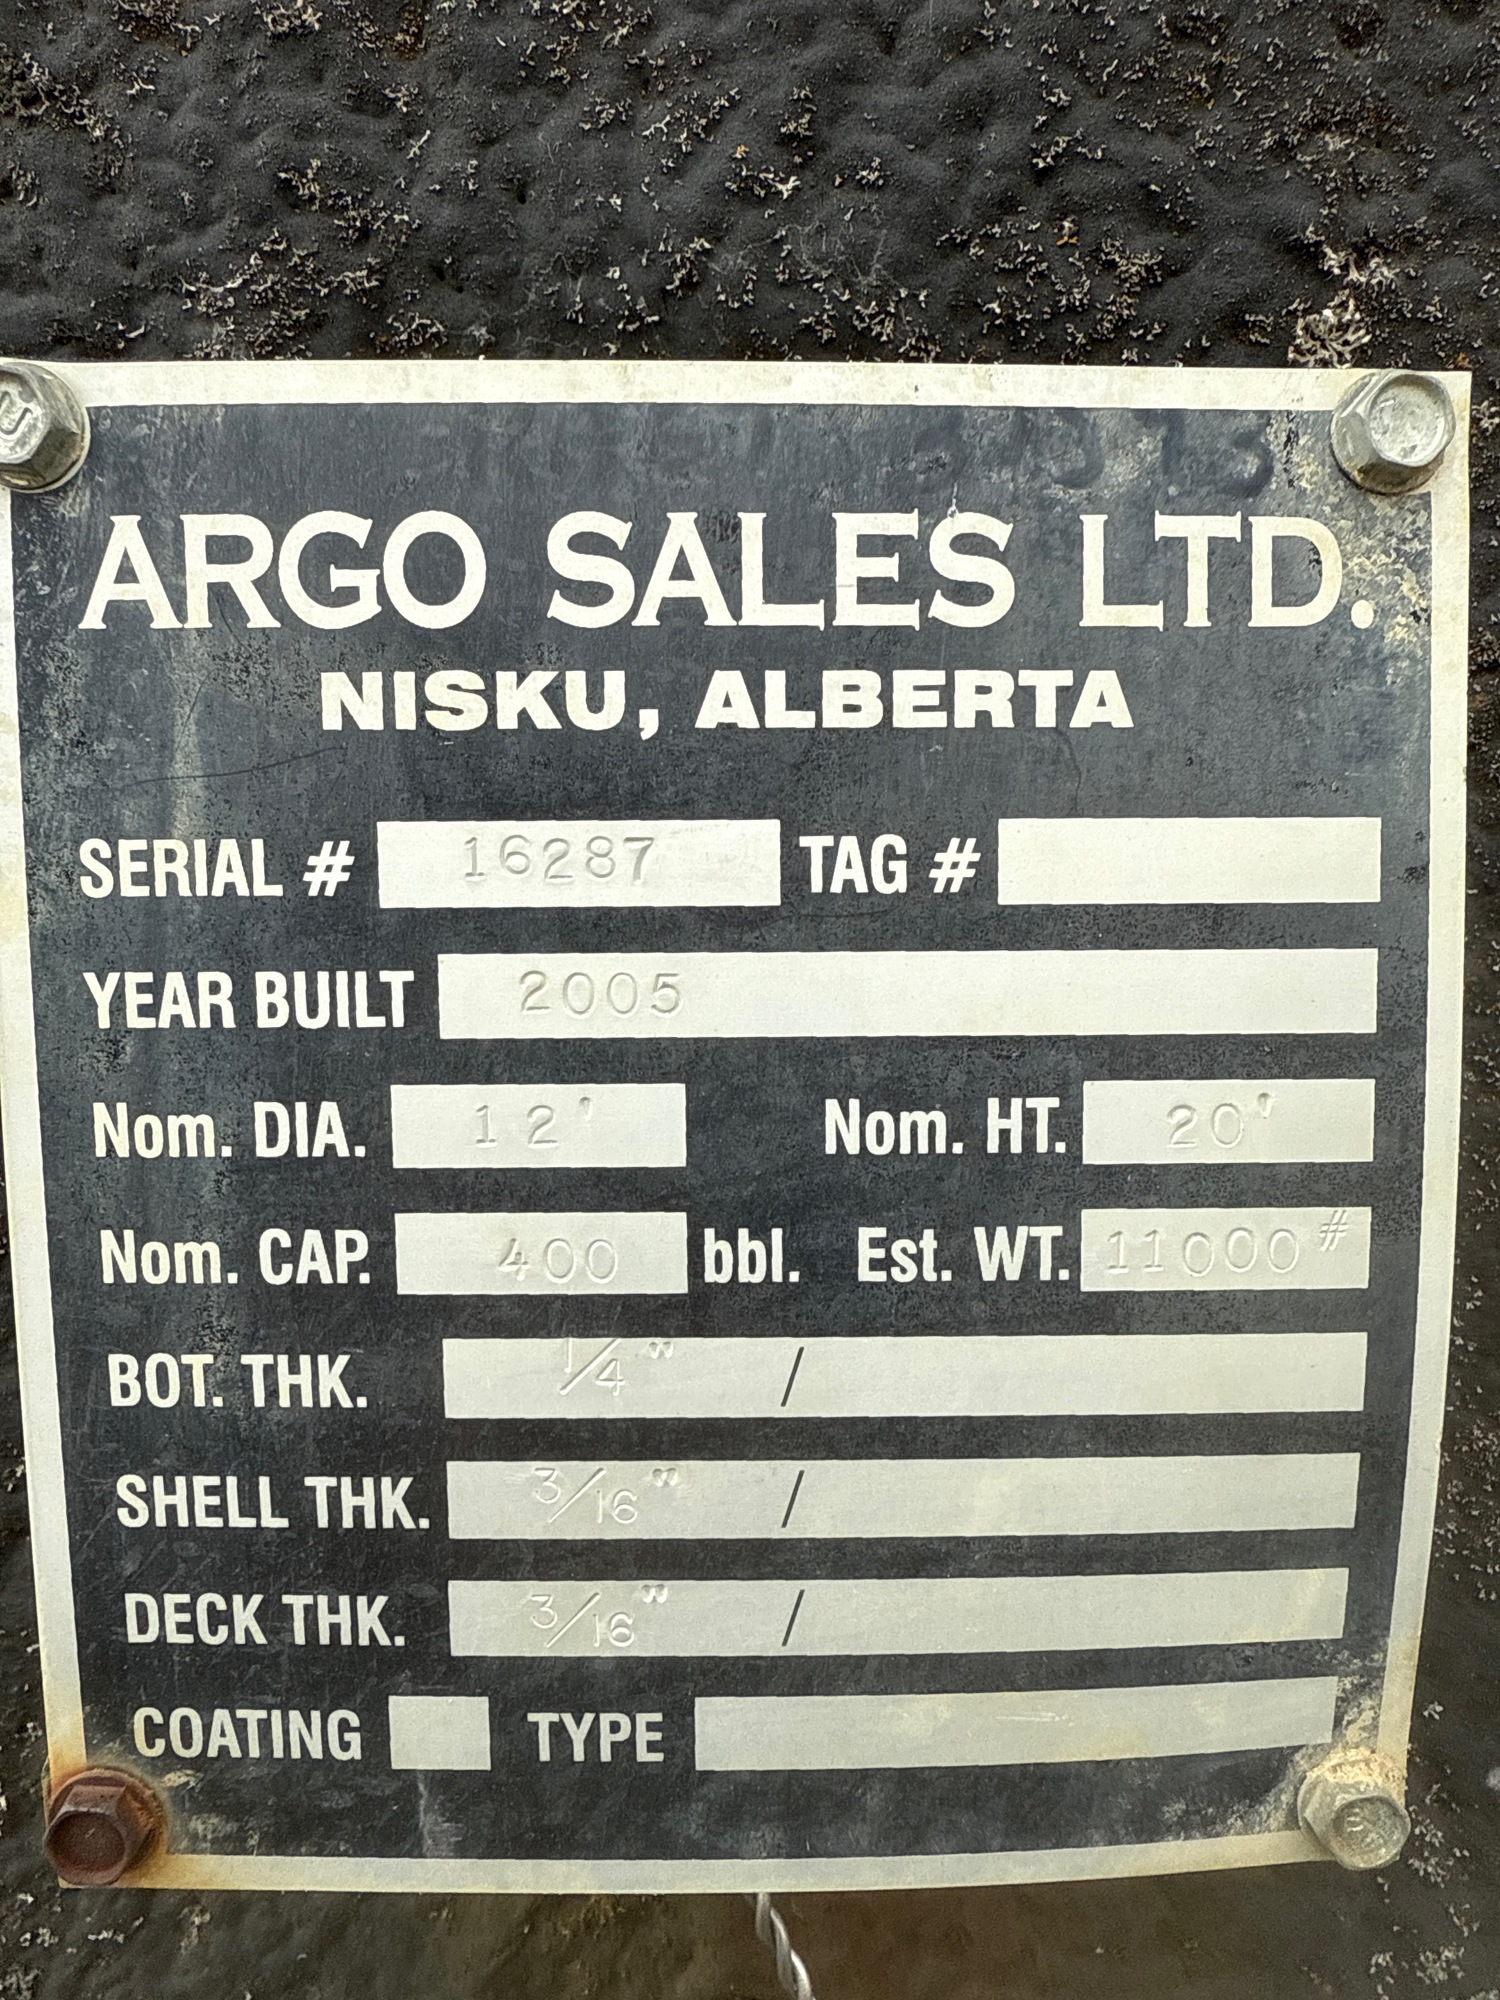 ARGO SALES LTD.
NISKU, ALBERTA
SERIAL # 16287 TAG #
YEAR BUILT 2005
Nom. DIA. 12' Nom. HT. 20'
Nom. CAP. 400 bbl. Est. WT. 11000#
BOT. THK. 1/4" /
SHELL THK. 3/16" /
DECK THK. 3/16" /
COATING TYPE